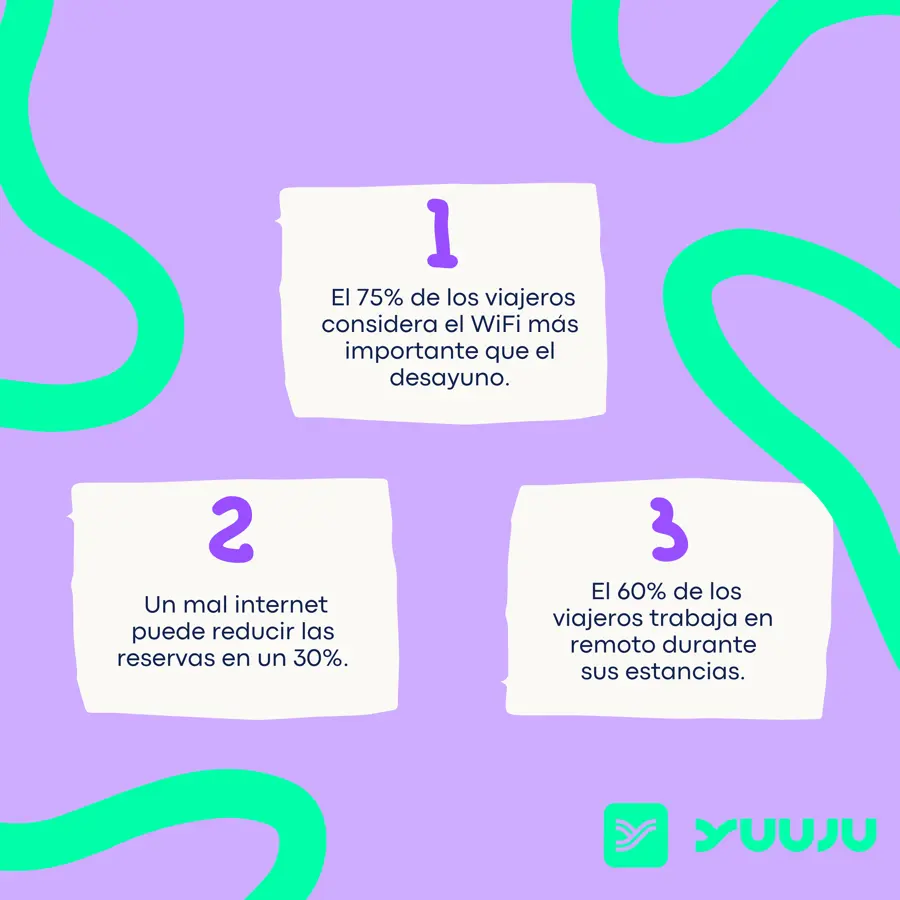 1
El 75% de los viajeros
considera el WiFi más
importante que el
desayuno.
2
Un mal internet
puede reducir las
reservas en un 30%.
3
El 60% de los
viajeros trabaja en
remoto durante
sus estancias.
YUUJU